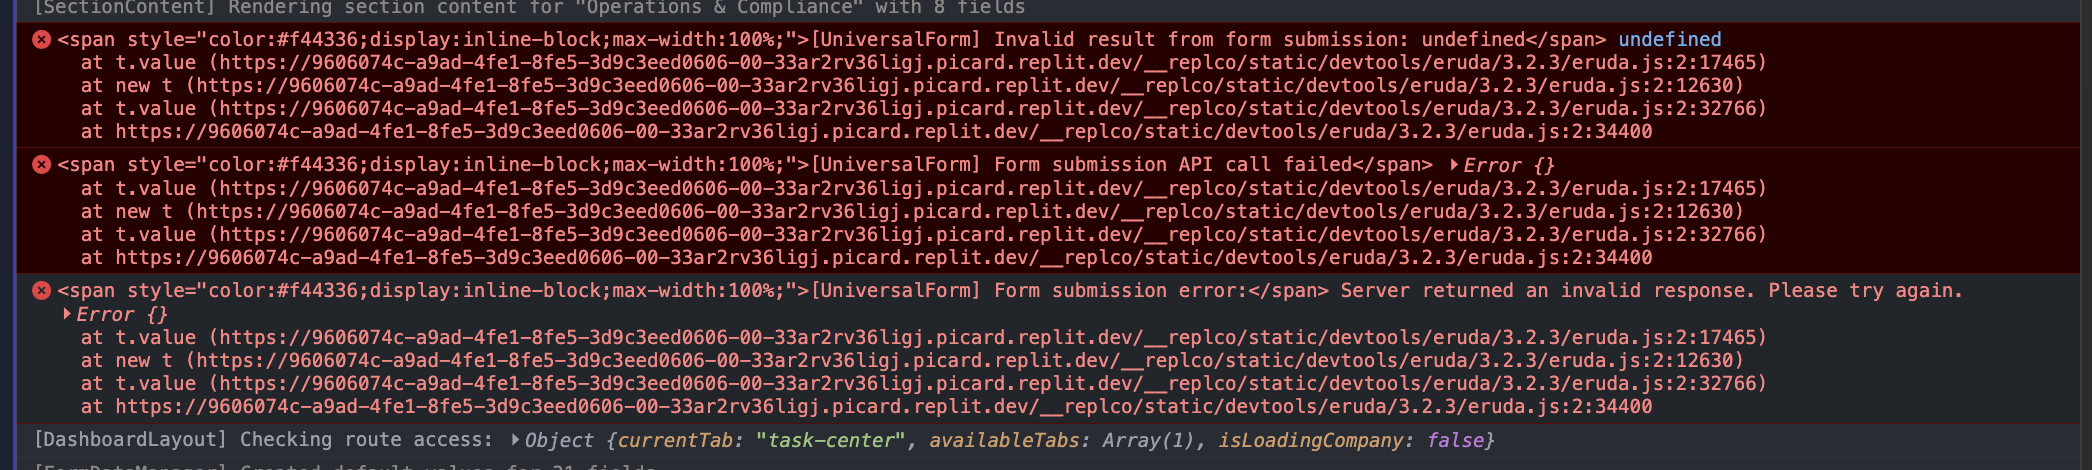 [SectionContent] Rendering section content for "Operations & Compliance" with 8 fields
<span style="color:#f44336;display:inline-block;max-width:100%;">[UniversalForm] Invalid result from form submission: undefined</span> undefined
at t.value (https://9606074c-a9ad-4fe1-8fe5-3d9c3eed0606-00-33ar2rv36ligj.picard.replit.dev/__replco/static/devtools/eruda/3.2.3/eruda.js:2:17465)
at new t (https://9606074c-a9ad-4fe1-8fe5-3d9c3eed0606-00-33ar2rv36ligj.picard.replit.dev/__replco/static/devtools/eruda/3.2.3/eruda.js:2:12630)
at t.value (https://9606074c-a9ad-4fe1-8fe5-3d9c3eed0606-00-33ar2rv36ligj.picard.replit.dev/__replco/static/devtools/eruda/3.2.3/eruda.js:2:32766)
at https://9606074c-a9ad-4fe1-8fe5-3d9c3eed0606-00-33ar2rv36ligj.picard.replit.dev/__replco/static/devtools/eruda/3.2.3/eruda.js:2:34400
<span style="color:#f44336;display:inline-block;max-width:100%;">[UniversalForm] Form submission API call failed</span> Error {}
at t.value (https://9606074c-a9ad-4fe1-8fe5-3d9c3eed0606-00-33ar2rv36ligj.picard.replit.dev/__replco/static/devtools/eruda/3.2.3/eruda.js:2:17465)
at new t (https://9606074c-a9ad-4fe1-8fe5-3d9c3eed0606-00-33ar2rv36ligj.picard.replit.dev/__replco/static/devtools/eruda/3.2.3/eruda.js:2:12630)
at t.value (https://9606074c-a9ad-4fe1-8fe5-3d9c3eed0606-00-33ar2rv36ligj.picard.replit.dev/__replco/static/devtools/eruda/3.2.3/eruda.js:2:32766)
at https://9606074c-a9ad-4fe1-8fe5-3d9c3eed0606-00-33ar2rv36ligj.picard.replit.dev/__replco/static/devtools/eruda/3.2.3/eruda.js:2:34400
<span style="color:#f44336;display:inline-block;max-width:100%;">[UniversalForm] Form submission error:</span> Server returned an invalid response. Please try again.
Error {}
at t.value (https://9606074c-a9ad-4fe1-8fe5-3d9c3eed0606-00-33ar2rv36ligj.picard.replit.dev/__replco/static/devtools/eruda/3.2.3/eruda.js:2:17465)
at new t (https://9606074c-a9ad-4fe1-8fe5-3d9c3eed0606-00-33ar2rv36ligj.picard.replit.dev/__replco/static/devtools/eruda/3.2.3/eruda.js:2:12630)
at t.value (https://9606074c-a9ad-4fe1-8fe5-3d9c3eed0606-00-33ar2rv36ligj.picard.replit.dev/__replco/static/devtools/eruda/3.2.3/eruda.js:2:32766)
at https://9606074c-a9ad-4fe1-8fe5-3d9c3eed0606-00-33ar2rv36ligj.picard.replit.dev/__replco/static/devtools/eruda/3.2.3/eruda.js:2:34400
[DashboardLayout] Checking route access: Object {currentTab: "task-center", availableTabs: Array(1), isLoadingCompany: false}
[FormDataManager] Created default values for 31 fields